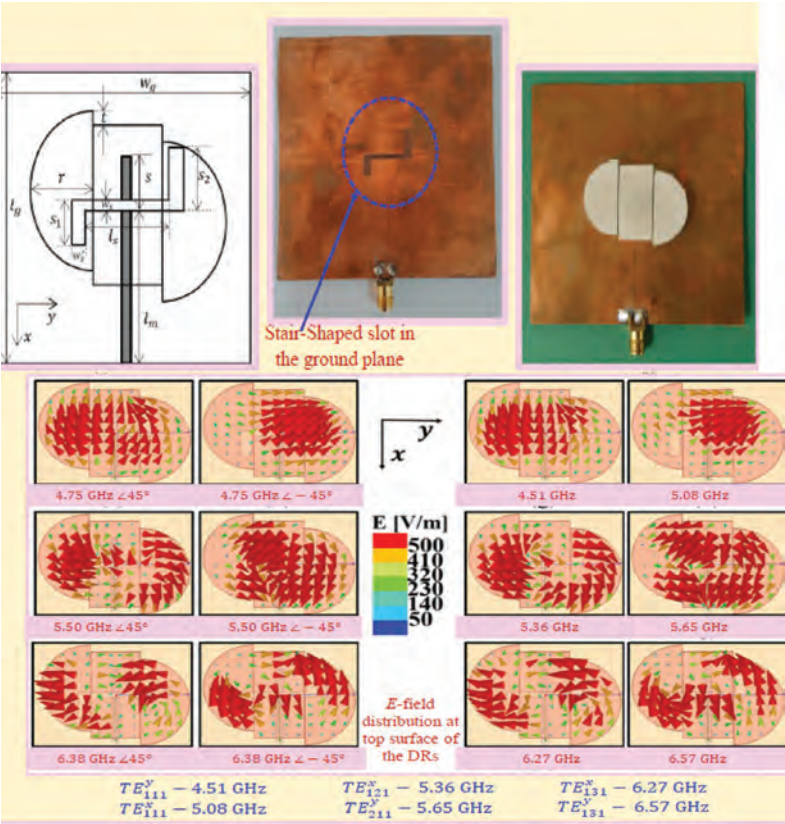 w_g
t
r
s
s_2
l_g
s_1
w_s
l_s
w_s
y
x
l_m
Stair-Shaped slot in
the ground plane
y
x
4.75 GHz ∠45°
4.75 GHz ∠ − 45°
4.51 GHz
5.08 GHz
E [V/m]
500
410
320
230
140
50
5.50 GHz ∠45°
5.50 GHz ∠ − 45°
5.36 GHz
5.65 GHz
E-field
distribution at
top surface of
the DRs
6.38 GHz ∠45°
6.38 GHz ∠ − 45°
6.27 GHz
6.57 GHz
TE^y_111 − 4.51 GHz TE^x_121 − 5.36 GHz TE^x_131 − 6.27 GHz
TE^x_111 − 5.08 GHz TE^y_211 − 5.65 GHz TE^y_131 − 6.57 GHz